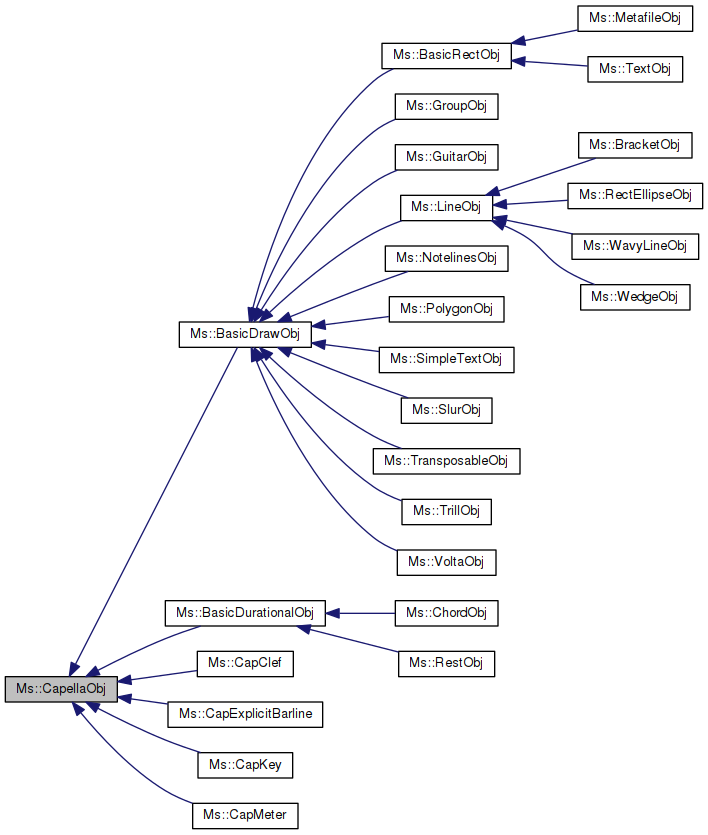 Ms::MetafileObj
Ms::BasicRectObj
Ms::TextObj
Ms::GroupObj
Ms::BracketObj
Ms::GuitarObj
Ms::RectEllipseObj
Ms::LineObj
Ms::WavyLineObj
Ms::NotelinesObj
Ms::WedgeObj
Ms::PolygonObj
Ms::BasicDrawObj
Ms::SimpleTextObj
Ms::SlurObj
Ms::TransposableObj
Ms::TrillObj
Ms::VoltaObj
Ms::BasicDurationalObj
Ms::ChordObj
Ms::CapClef
Ms::RestObj
Ms::CapellaObj
Ms::CapExplicitBarline
Ms::CapKey
Ms::CapMeter